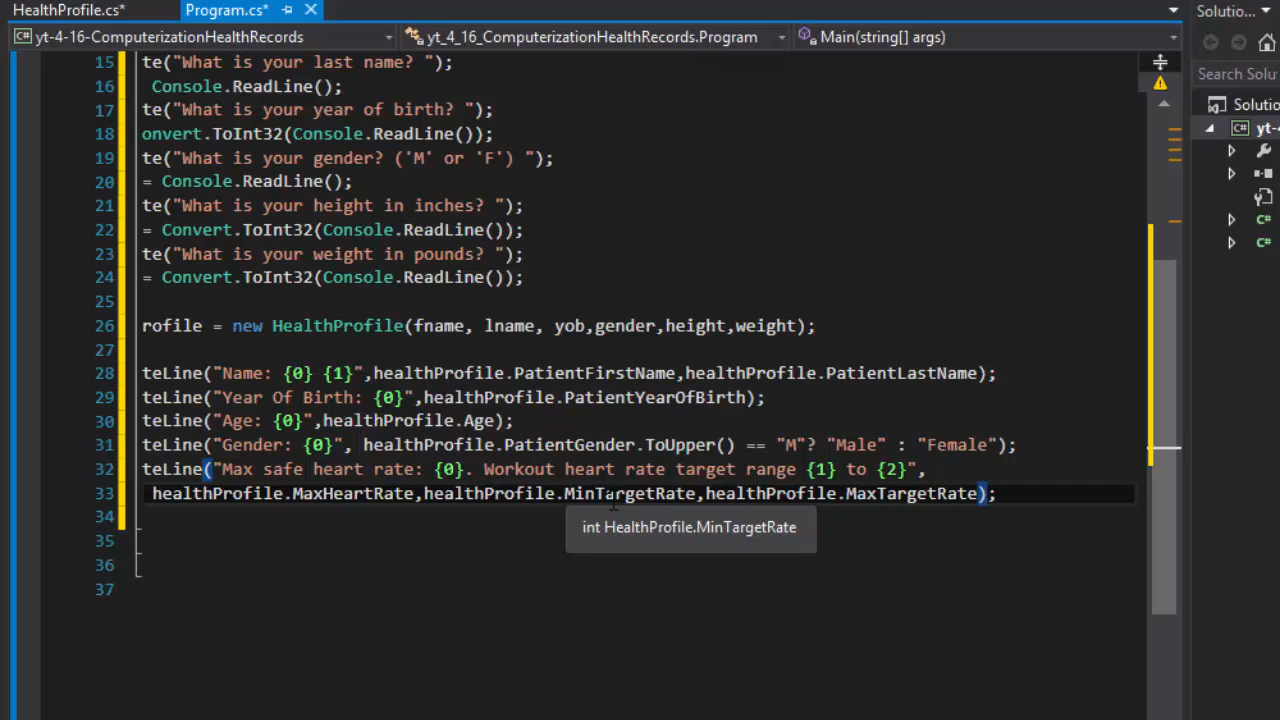 HealthProfile.cs* Program.cs* Solutio...
yt-4-16-ComputerizationHealthRecords yt_4_16_ComputerizationHealthRecords.Program Main(string[] args)
Search Solu
Solutio
yt-4
15 te("What is your last name? ");
16 Console.ReadLine();
17 te("What is your year of birth? ");
18 onvert.ToInt32(Console.ReadLine());
19 te("What is your gender? ('M' or 'F') ");
20 = Console.ReadLine();
21 te("What is your height in inches? ");
22 = Convert.ToInt32(Console.ReadLine());
23 te("What is your weight in pounds? ");
24 = Convert.ToInt32(Console.ReadLine());
25
26 rofile = new HealthProfile(fname, lname, yob,gender,height,weight);
27
28 teLine("Name: {0} {1}",healthProfile.PatientFirstName,healthProfile.PatientLastName);
29 teLine("Year Of Birth: {0}",healthProfile.PatientYearOfBirth);
30 teLine("Age: {0}",healthProfile.Age);
31 teLine("Gender: {0}", healthProfile.PatientGender.ToUpper() == "M"? "Male" : "Female");
32 teLine("Max safe heart rate: {0}. Workout heart rate target range {1} to {2}",
33 healthProfile.MaxHeartRate,healthProfile.MinTargetRate,healthProfile.MaxTargetRate);
34
int HealthProfile.MinTargetRate
35
36
37